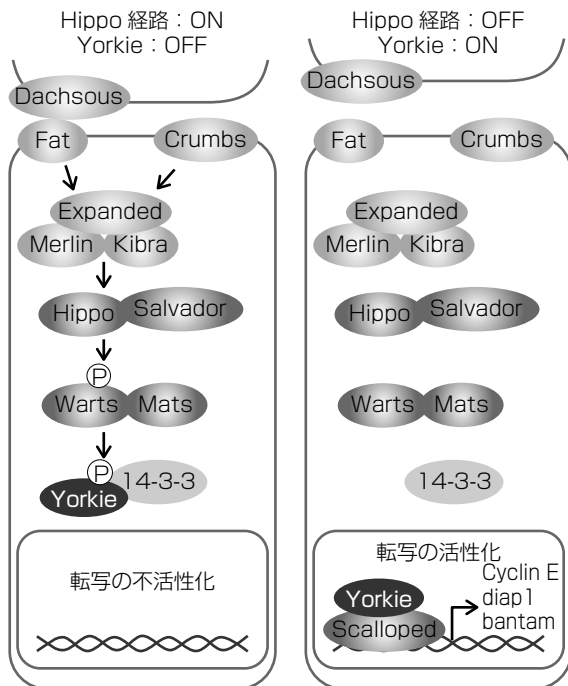 Hippo 経路：ON
Yorkie：OFF
Dachsous
Fat
Crumbs
Expanded
Merlin
Kibra
Hippo
Salvador
P
Warts
Mats
P
Yorkie
14-3-3
転写の不活性化
Hippo 経路：OFF
Yorkie：ON
Dachsous
Fat
Crumbs
Expanded
Merlin
Kibra
Hippo
Salvador
Warts
Mats
14-3-3
転写の活性化
Cyclin E
diap1
bantam
Yorkie
Scalloped